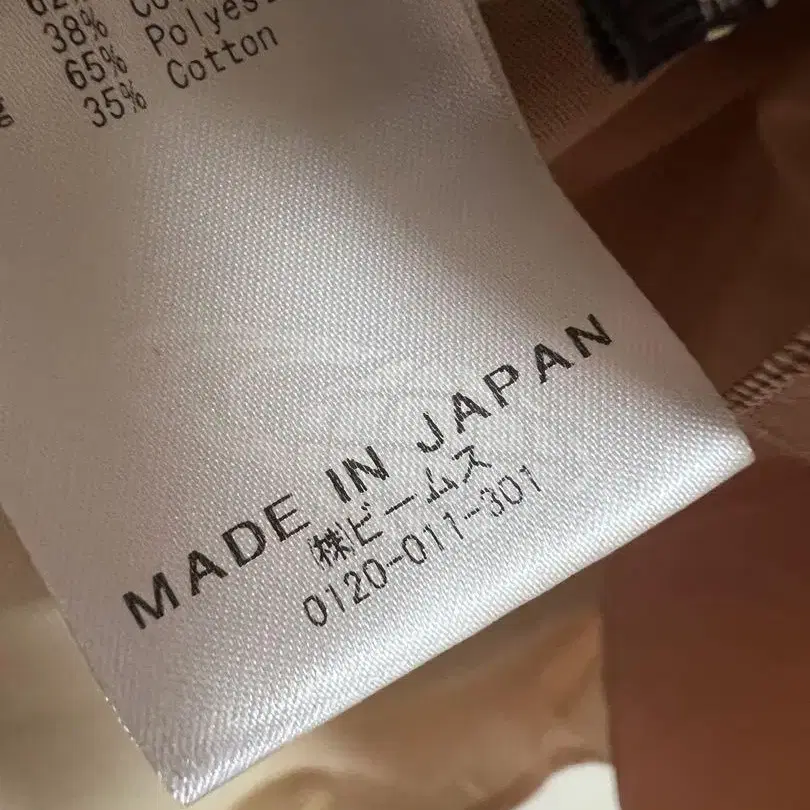 38%
65% Polyes
35% Cotton
MADE IN JAPAN
㈱ビームス
0120-011-301